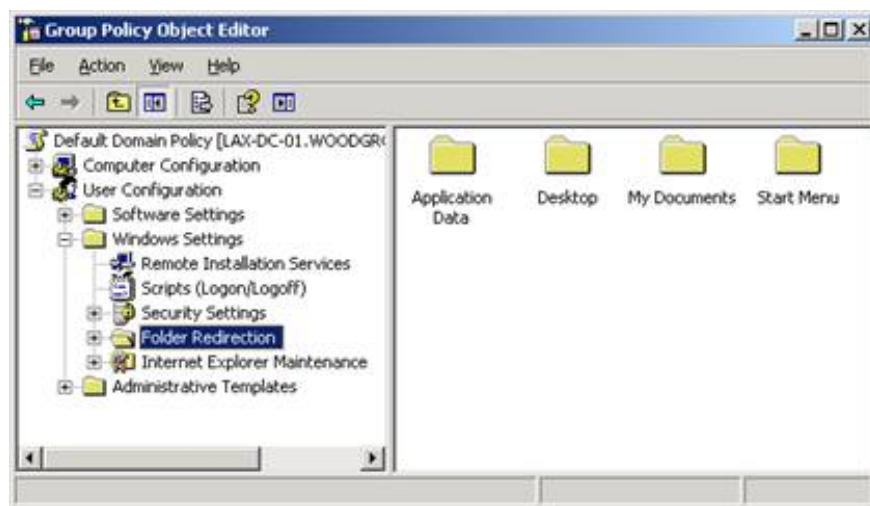 Group Policy Object Editor
File Action View Help
Default Domain Policy [LAX-DC-01.WOODGR
Computer Configuration
User Configuration
Software Settings
Windows Settings
Remote Installation Services
Scripts (Logon/Logoff)
Security Settings
Folder Redirection
Internet Explorer Maintenance
Administrative Templates
Application Data
Desktop
My Documents
Start Menu